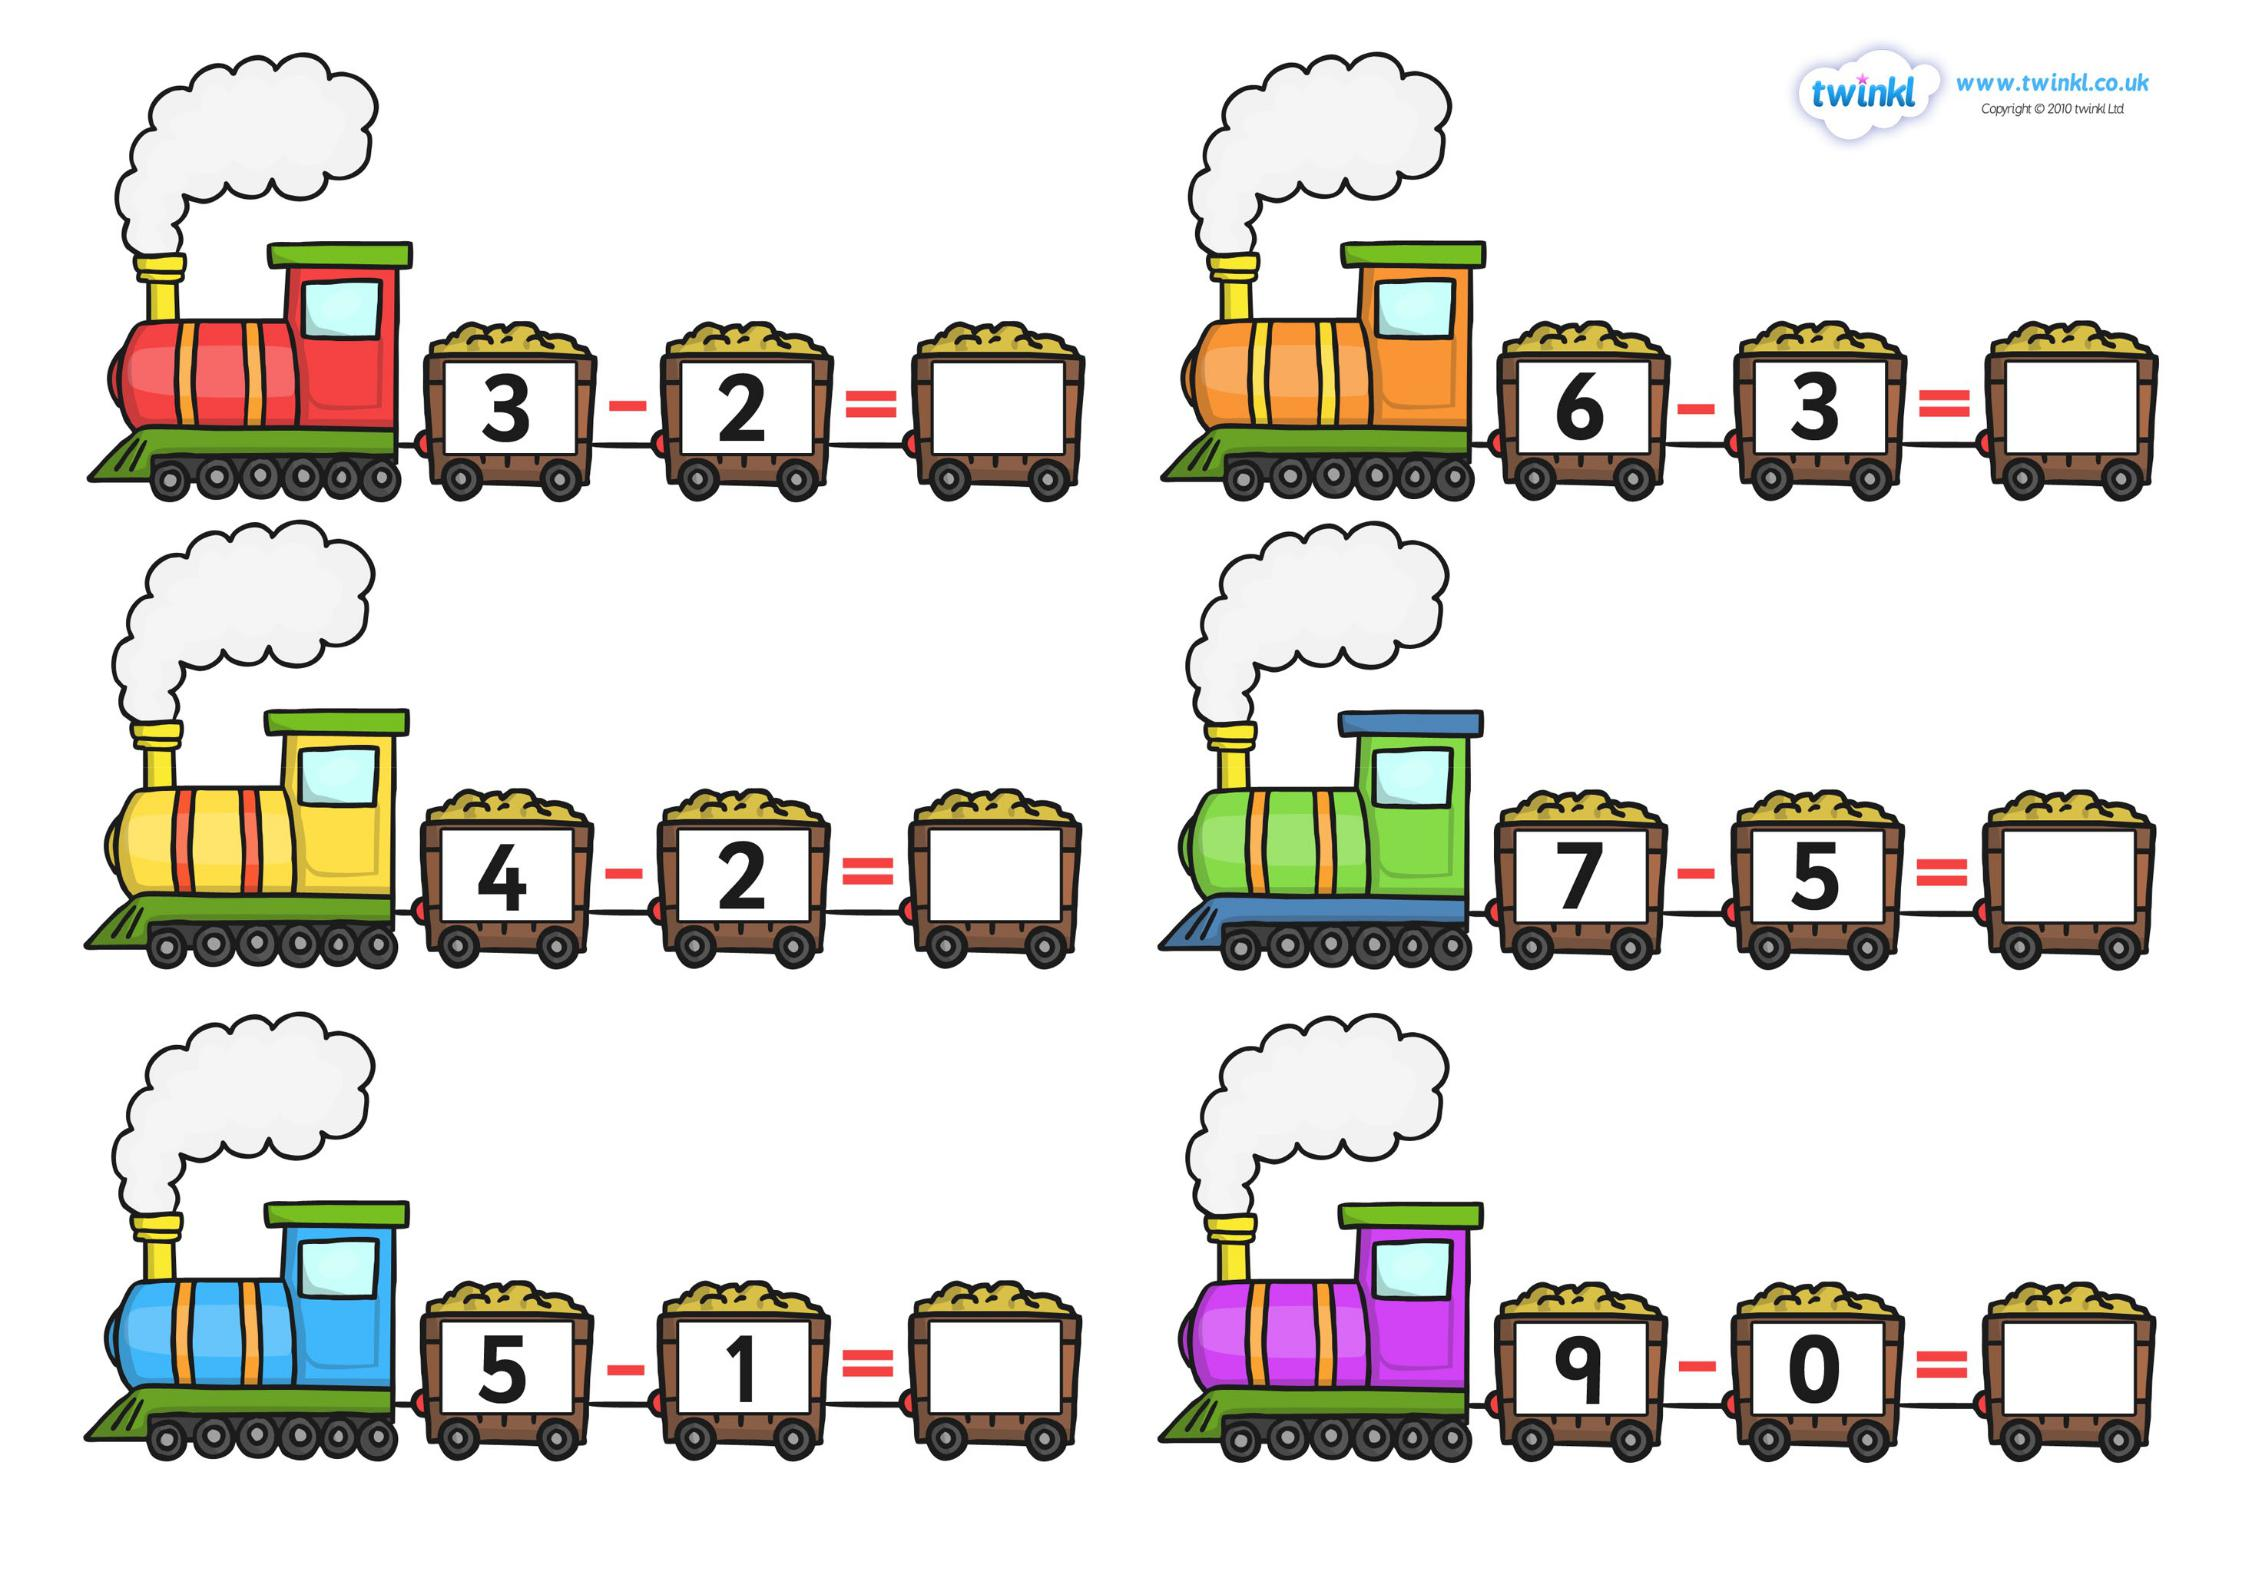 twinkl
www.twinkl.co.uk
Copyright © 2010 twinkl Ltd
3 - 2 =
6 - 3 =
4 - 2 =
7 - 5 =
5 - 1 =
9 - 0 =